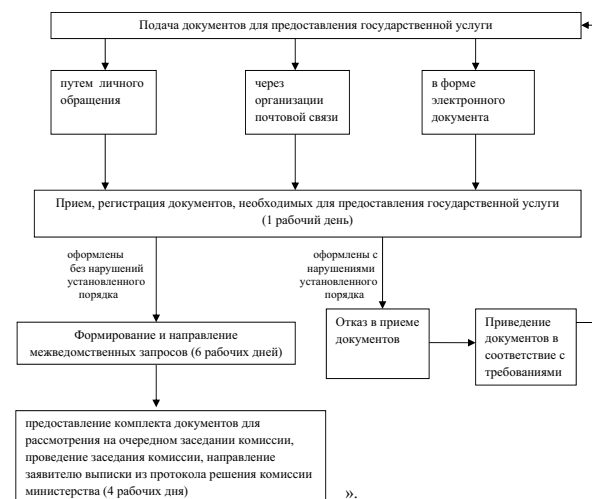 Подача документов для предоставления государственной услуги
путем личного
обращения
через
организации
почтовой связи
в форме
электронного
документа
Прием, регистрация документов, необходимых для предоставления государственной услуги
(1 рабочий день)
оформлены
без нарушений
установленного
порядка
оформлены с
нарушениями
установленного
порядка
Формирование и направление
межведомственных запросов (6 рабочих дней)
Отказ в приеме
документов
Приведение
документов в
соответствие с
требованиями
предоставление комплекта документов для
рассмотрения на очередном заседании комиссии,
проведение заседания комиссии, направление
заявителю выписки из протокола решения комиссии
министерства (4 рабочих дня)
».